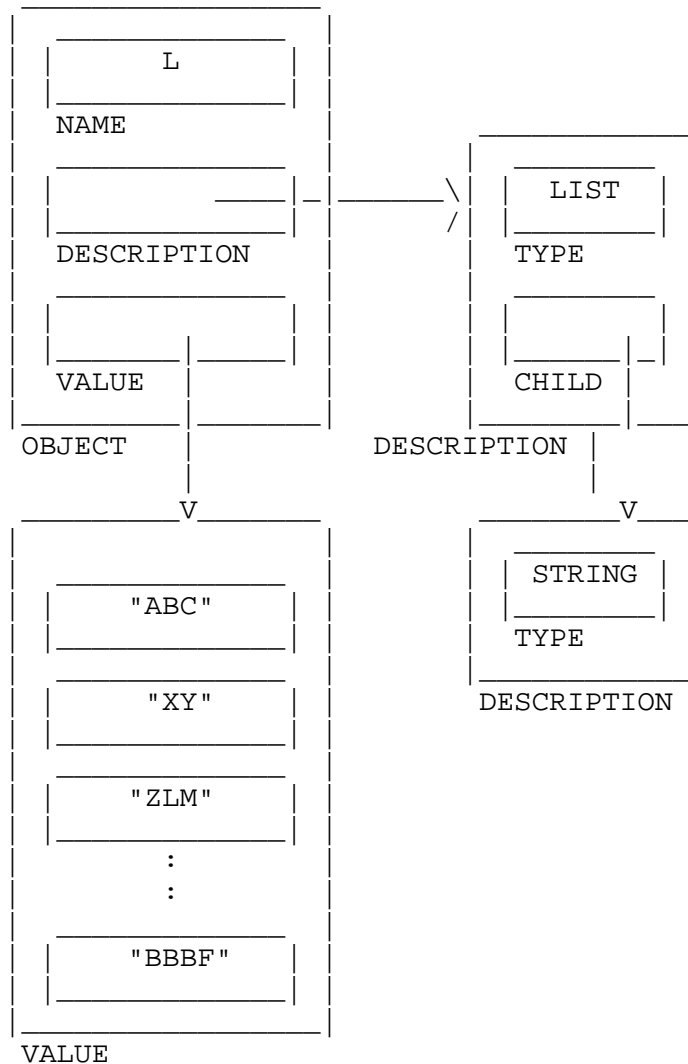 L
NAME
LIST
DESCRIPTION TYPE
VALUE CHILD
OBJECT DESCRIPTION
V V
STRING
"ABC"
TYPE
"XY" DESCRIPTION
"ZLM"
:
:
"BBBF"
VALUE